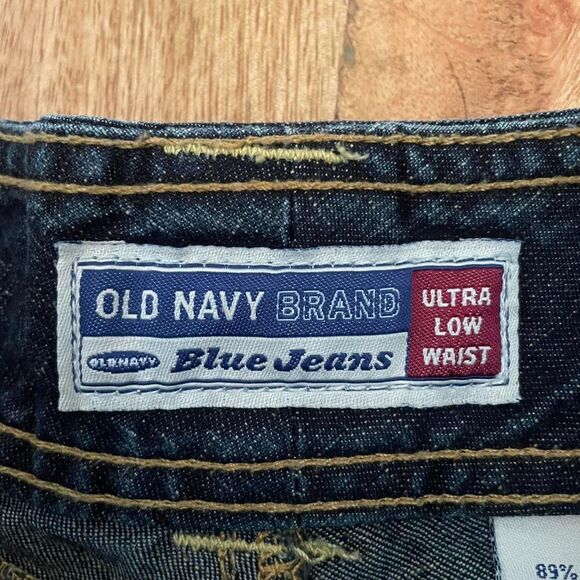 OLD NAVY BRAND
OLD NAVY Blue Jeans
ULTRA
LOW
WAIST
89%